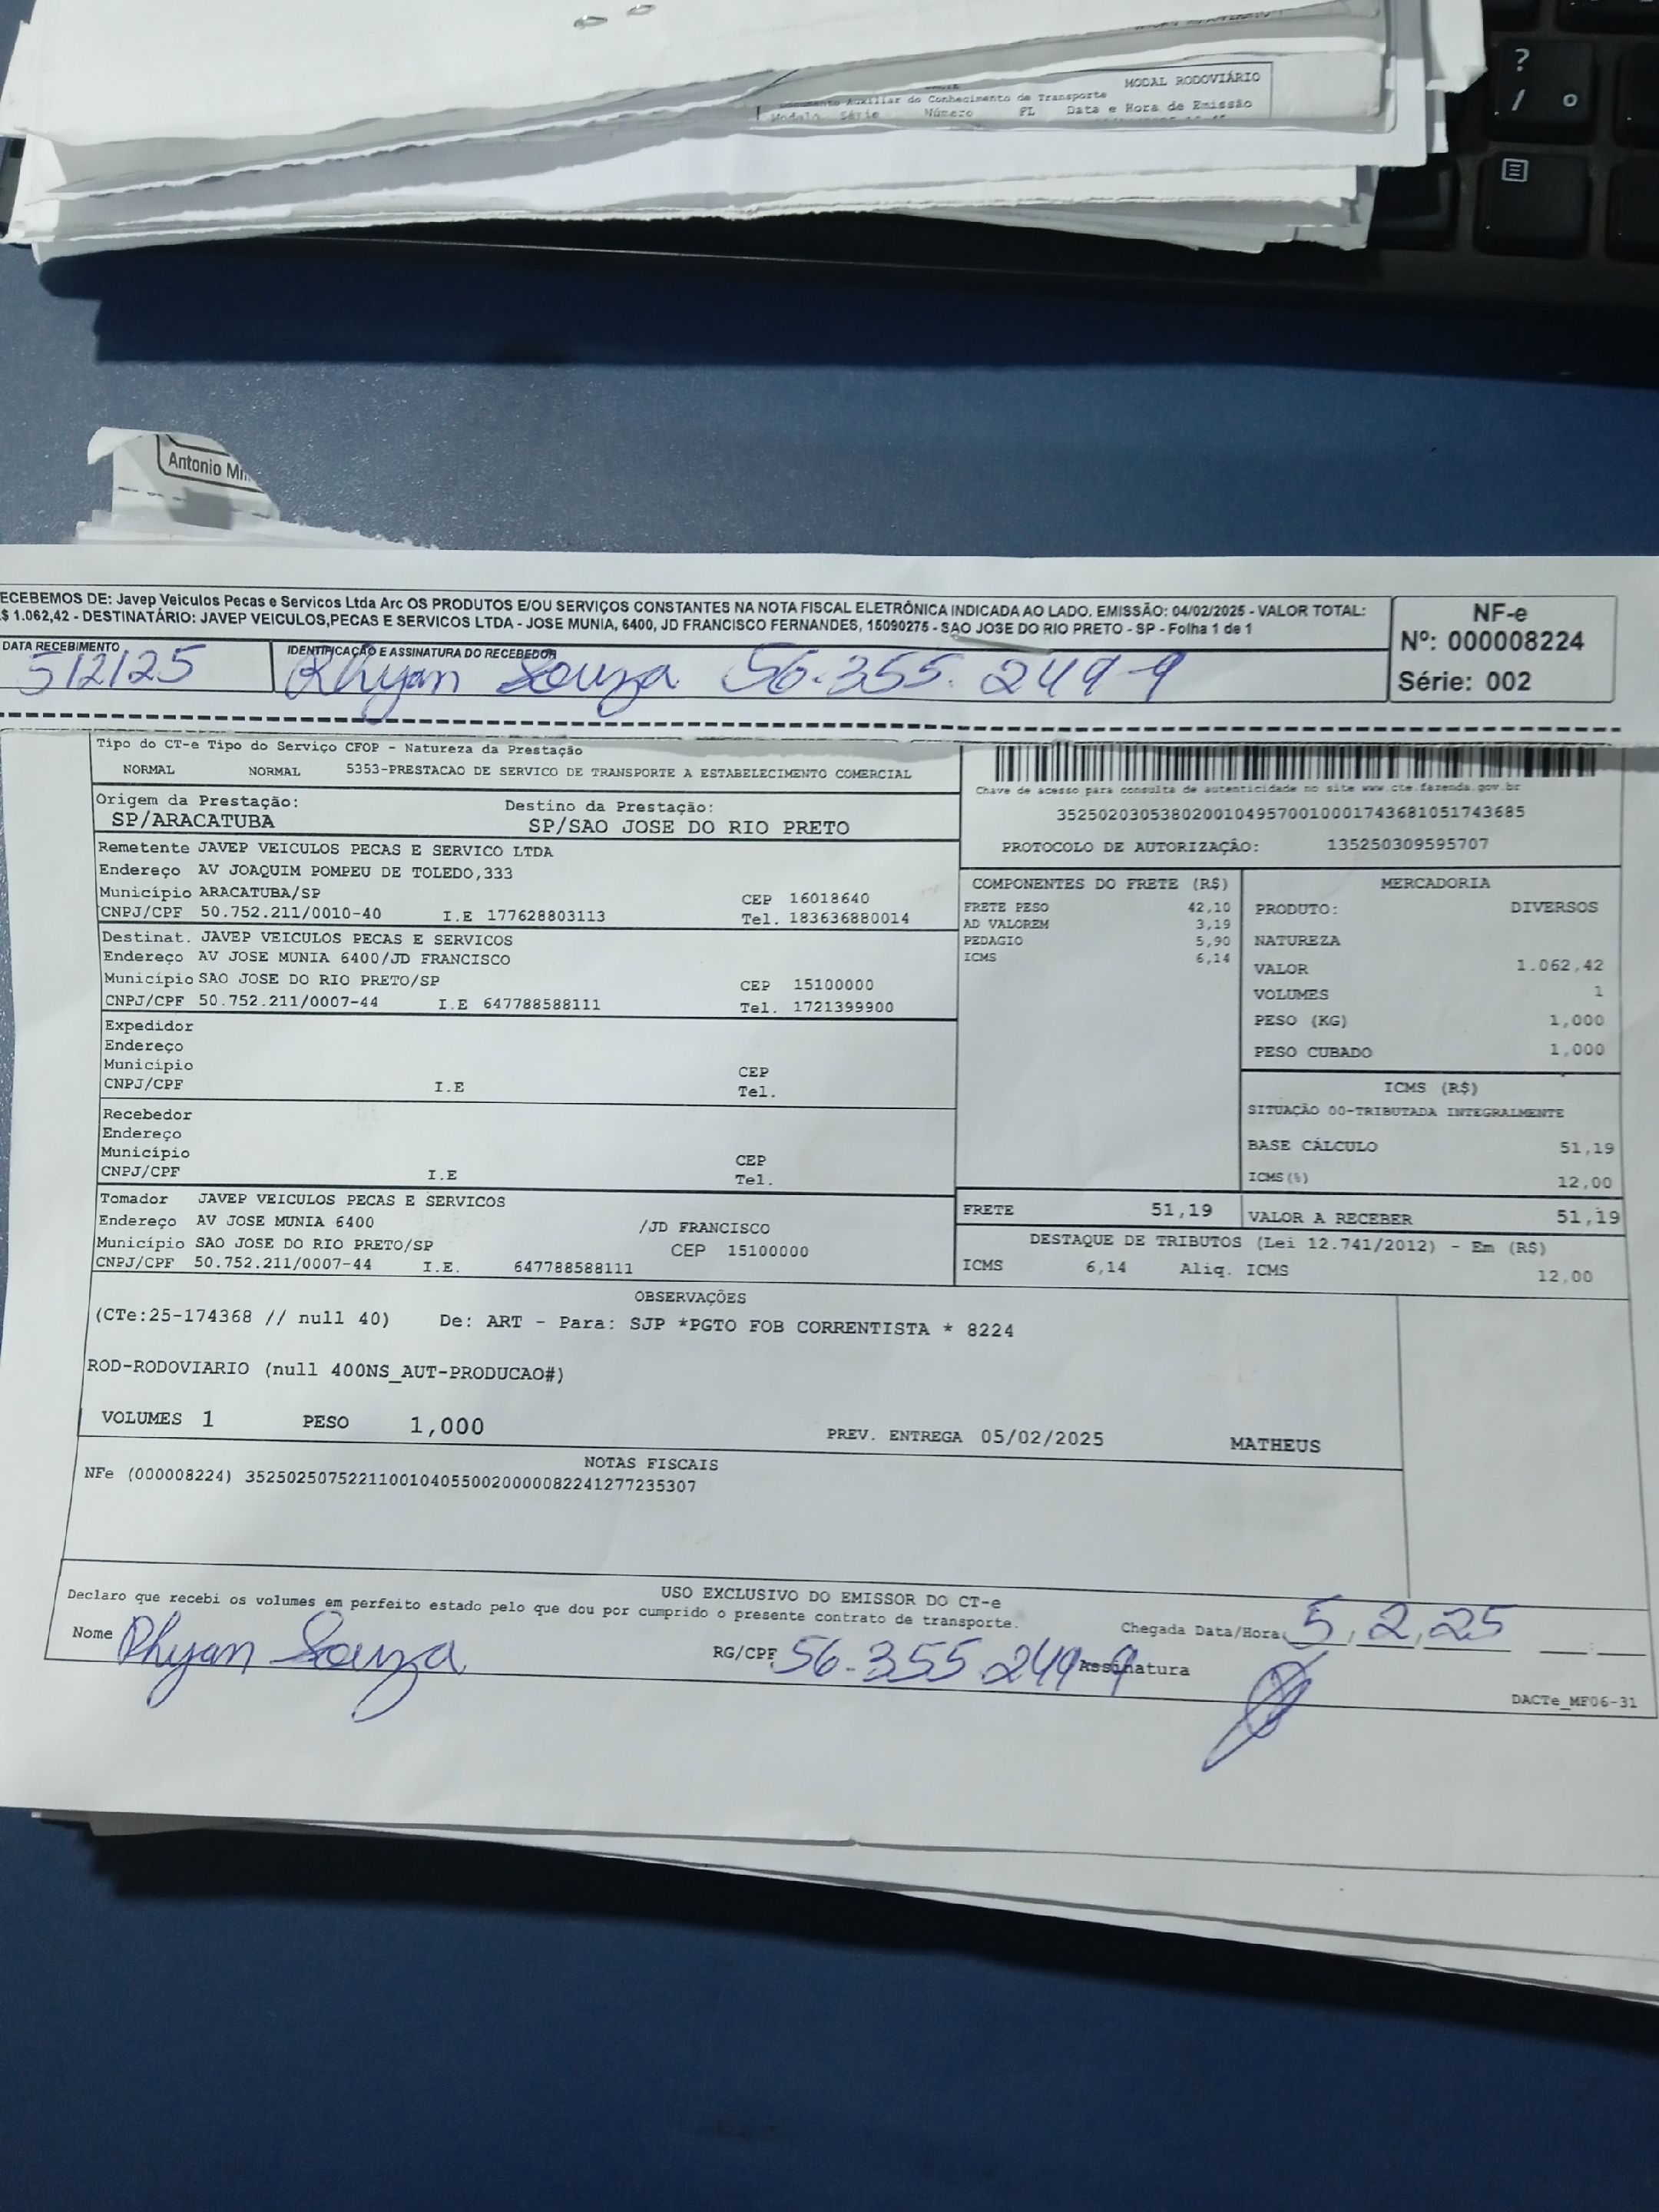 MODAL RODOVIÁRIO
Auxiliar do Conhecimento de Transporte
Modelo Série Número FL Data e Hora de Emissão
?
/
Antonio
ECEBEMOS DE: Javep Veiculos Pecas e Servicos Ltda Arc OS PRODUTOS E/OU SERVIÇOS CONSTANTES NA NOTA FISCAL ELETRÔNICA INDICADA AO LADO. EMISSÃO: 04/02/2025 - VALOR TOTAL:
$ 1.062,42 - DESTINATÁRIO: JAVEP VEICULOS,PECAS E SERVICOS LTDA - JOSE MUNIA, 6400, JD FRANCISCO FERNANDES, 15090275 - SAO JOSE DO RIO PRETO - SP - Folha 1 de 1
DATA RECEBIMENTO IDENTIFICAÇÃO E ASSINATURA DO RECEBEDOR
5/2/25 Rhyan Souza 56.355.249-9
NF-e
Nº: 000008224
Série: 002
Tipo do CT-e Tipo do Serviço CFOP - Natureza da Prestação
NORMAL NORMAL 5353-PRESTACAO DE SERVICO DE TRANSPORTE A ESTABELECIMENTO COMERCIAL
Origem da Prestação: Destino da Prestação:
SP/ARACATUBA SP/SAO JOSE DO RIO PRETO
Chave de acesso para consulta de autenticidade no site www.cte.fazenda.gov.br
35250203053802001049570010001743681051743685
PROTOCOLO DE AUTORIZAÇÃO: 135250309595707
Remetente JAVEP VEICULOS PECAS E SERVICO LTDA
Endereço AV JOAQUIM POMPEU DE TOLEDO,333
Município ARACATUBA/SP CEP 16018640
CNPJ/CPF 50.752.211/0010-40 I.E 177628803113 Tel. 183636880014
Destinat. JAVEP VEICULOS PECAS E SERVICOS
Endereço AV JOSE MUNIA 6400/JD FRANCISCO
Município SAO JOSE DO RIO PRETO/SP CEP 15100000
CNPJ/CPF 50.752.211/0007-44 I.E 647788588111 Tel. 1721399900
Expedidor
Endereço
Município CEP
CNPJ/CPF I.E Tel.
Recebedor
Endereço
Município CEP
CNPJ/CPF I.E Tel.
Tomador JAVEP VEICULOS PECAS E SERVICOS
Endereço AV JOSE MUNIA 6400 /JD FRANCISCO
Município SAO JOSE DO RIO PRETO/SP CEP 15100000
CNPJ/CPF 50.752.211/0007-44 I.E. 647788588111
COMPONENTES DO FRETE (R$)
FRETE PESO 42,10
AD VALOREM 3,19
PEDAGIO 5,90
ICMS 6,14
MERCADORIA
PRODUTO: DIVERSOS
NATUREZA
VALOR 1.062,42
VOLUMES 1
PESO (KG) 1,000
PESO CUBADO 1,000
ICMS (R$)
SITUAÇÃO 00-TRIBUTADA INTEGRALMENTE
BASE CÁLCULO 51,19
ICMS(%) 12,00
FRETE 51,19 VALOR A RECEBER 51,19
DESTAQUE DE TRIBUTOS (Lei 12.741/2012) - Em (R$)
ICMS 6,14 Aliq. ICMS 12,00
OBSERVAÇÕES
(CTe:25-174368 // null 40) De: ART - Para: SJP *PGTO FOB CORRENTISTA * 8224
ROD-RODOVIARIO (null 400NS_AUT-PRODUCAO#)
VOLUMES 1 PESO 1,000 PREV. ENTREGA 05/02/2025 MATHEUS
NOTAS FISCAIS
NFe (000008224) 35250250752211001040550020000082241277235307
USO EXCLUSIVO DO EMISSOR DO CT-e
Declaro que recebi os volumes em perfeito estado pelo que dou por cumprido o presente contrato de transporte.
Chegada Data/Hora: 5,2,25
Nome Rhyan Souza RG/CPF 56.355.249-9 Assinatura
DACTe_MF06-31